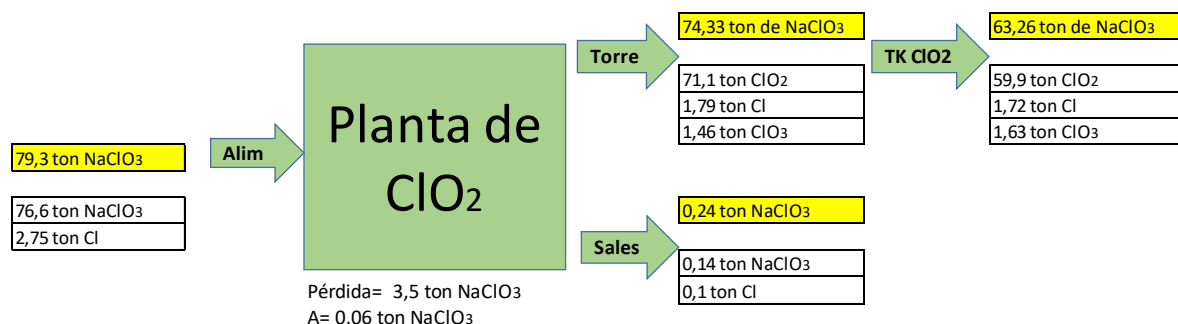 79,3 ton NaClO3
76,6 ton NaClO3
2,75 ton Cl
Alim
Planta de
ClO2
Pérdida= 3,5 ton NaClO3
A= 0.06 ton NaClO3
Torre
74,33 ton de NaClO3
71,1 ton ClO2
1,79 ton Cl
1,46 ton ClO3
TK ClO2
63,26 ton de NaClO3
59,9 ton ClO2
1,72 ton Cl
1,63 ton ClO3
Sales
0,24 ton NaClO3
0,14 ton NaClO3
0,1 ton Cl